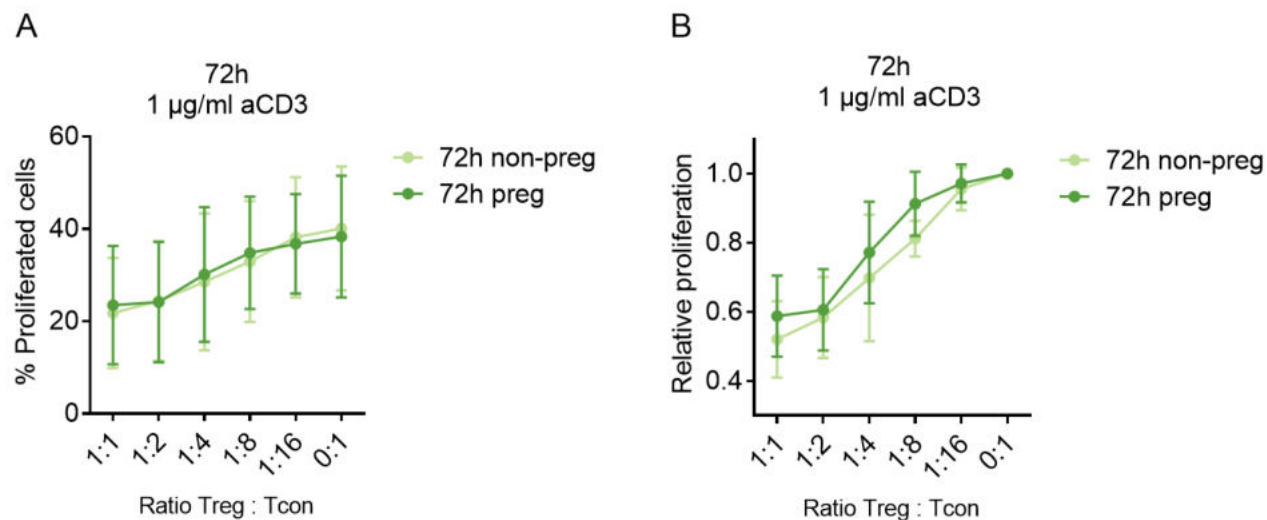 A
72h
1 µg/ml aCD3
% Proliferated cells
60
40
20
0
1:1
1:2
1:4
1:8
1:16
0:1
Ratio Treg : Tcon
72h non-preg
72h preg
B
72h
1 µg/ml aCD3
Relative proliferation
1.0
0.8
0.6
0.4
1:1
1:2
1:4
1:8
1:16
0:1
Ratio Treg : Tcon
72h non-preg
72h preg